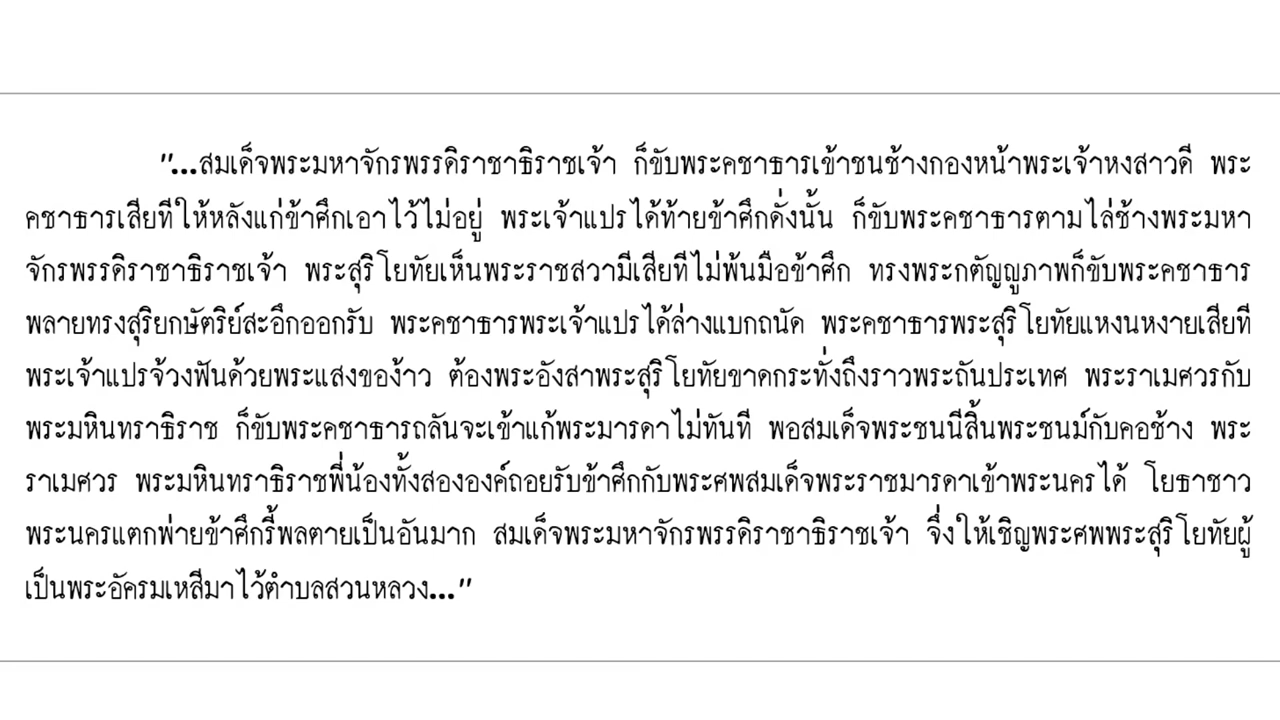 "...สมเด็จพระมหาจักรพรรดิราชาธิราชเจ้า ก็ขับพระคชาธารเข้าชนช้างกองหน้าพระเจ้าหงสาวดี พระ
คชาธารเสียทีให้หลังแก่ข้าศึกเอาไว้ไม่อยู่ พระเจ้าแปรได้ท้ายข้าศึกดั่งนั้น ก็ขับพระคชาธารตามไล่ช้างพระมหา
จักรพรรดิราชาธิราชเจ้า พระสุริโยทัยเห็นพระราชสวามีเสียทีไม่พ้นมือข้าศึก ทรงพระกตัญญูภาพก็ขับพระคชาธาร
พลายทรงสุริยกษัตริย์สะอึกออกรับ พระคชาธารพระเจ้าแปรได้ล่างแบกถนัด พระคชาธารพระสุริโยทัยแหงนหงายเสียที
พระเจ้าแปรจ้วงฟันด้วยพระแสงของ้าว ต้องพระอังสาพระสุริโยทัยขาดกระทั่งถึงราวพระถันประเทศ พระราเมศวรกับ
พระมหินทราธิราช ก็ขับพระคชาธารถลันจะเข้าแก้พระมารดาไม่ทันที พอสมเด็จพระชนนีสิ้นพระชนม์กับคอช้าง พระ
ราเมศวร พระมหินทราธิราชพี่น้องทั้งสององค์ถอยรับข้าศึกกับพระศพสมเด็จพระราชมารดาเข้าพระนครได้ โยธาชาว
พระนครแตกพ่ายข้าศึกรี้พลตายเป็นอันมาก สมเด็จพระมหาจักรพรรดิราชาธิราชเจ้า จึ่งให้เชิญพระศพพระสุริโยทัยผู้
เป็นพระอัครมเหสีมาไว้ตำบลสวนหลวง..."